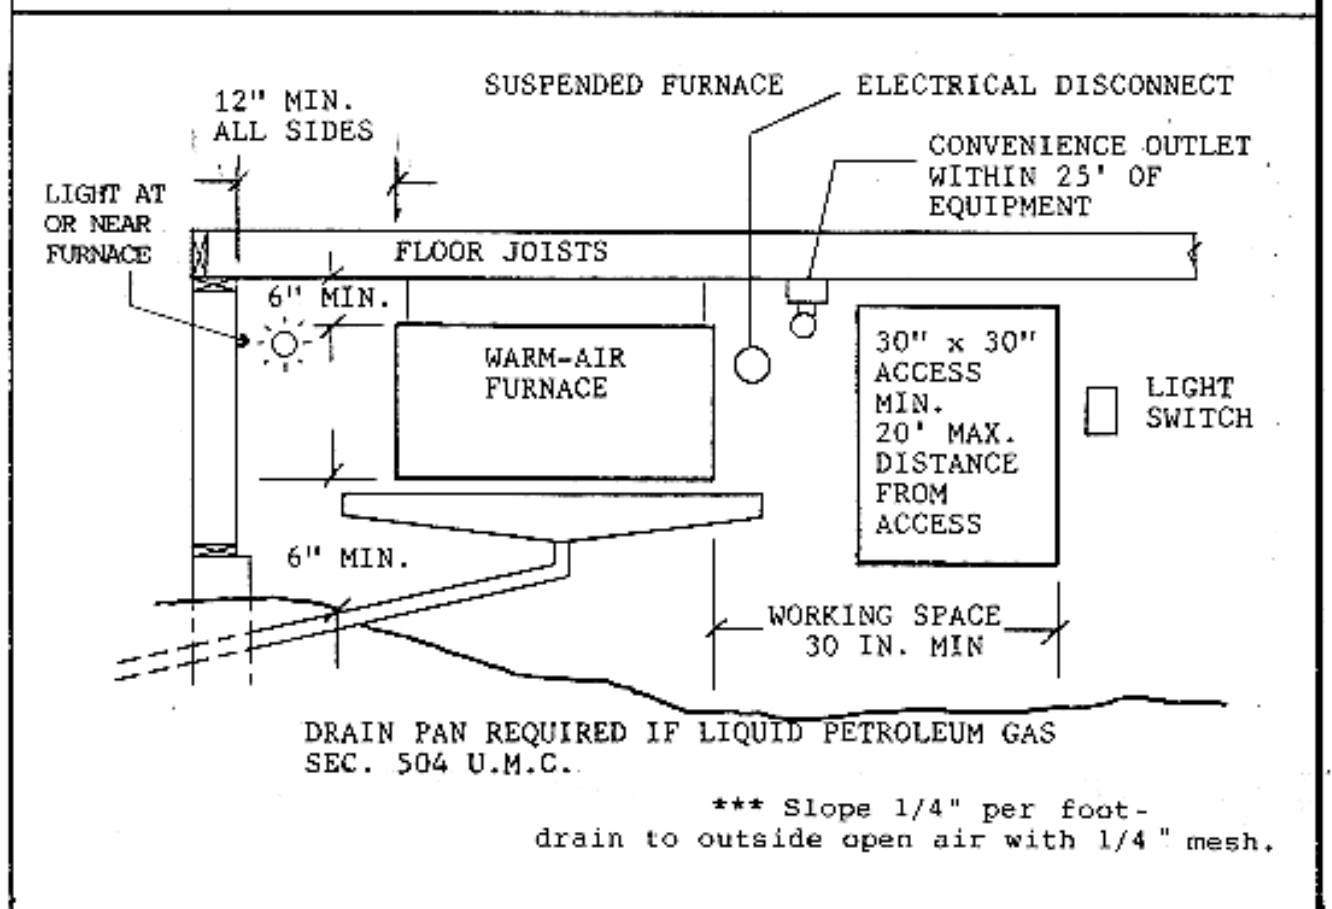 SUSPENDED FURNACE
ELECTRICAL DISCONNECT
12" MIN.
ALL SIDES
CONVENIENCE OUTLET
WITHIN 25' OF
EQUIPMENT
LIGHT AT
OR NEAR
FURNACE
FLOOR JOISTS
6" MIN.
WARM-AIR
FURNACE
30" x 30"
ACCESS
MIN.
20' MAX.
DISTANCE
FROM
ACCESS
LIGHT
SWITCH
6" MIN.
WORKING SPACE
30 IN. MIN
DRAIN PAN REQUIRED IF LIQUID PETROLEUM GAS
SEC. 504 U.M.C.
*** Slope 1/4" per foot-
drain to outside open air with 1/4" mesh.